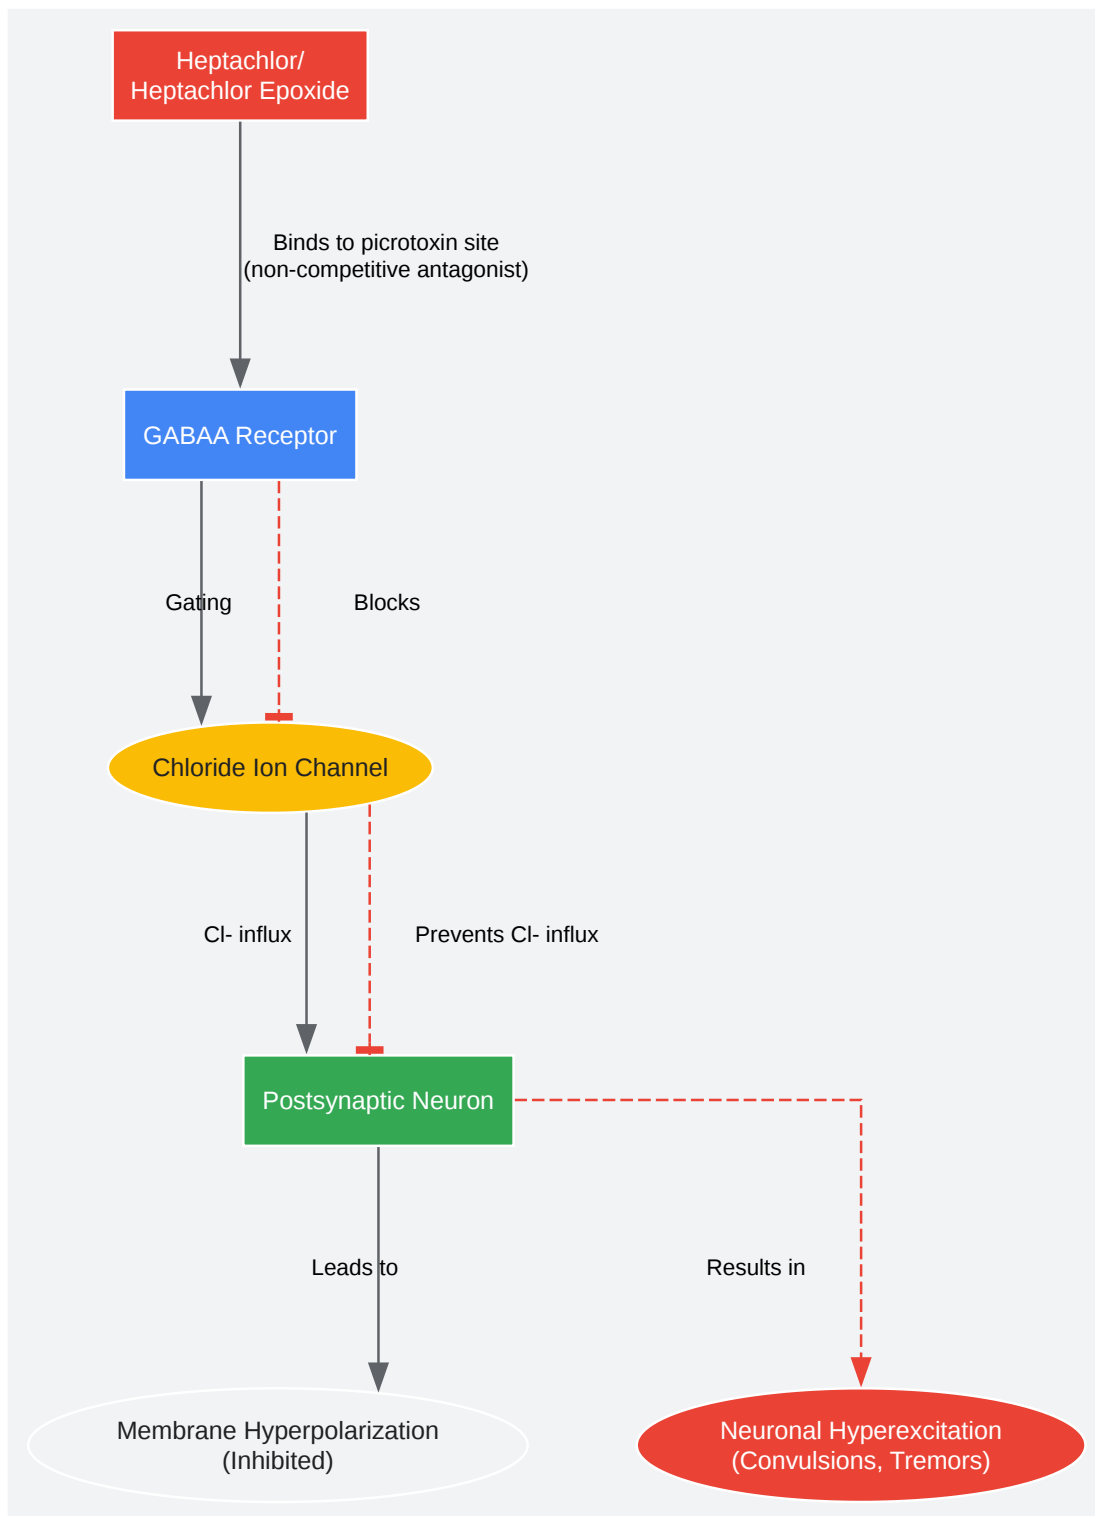 Heptachlor/
Heptachlor Epoxide
Binds to picrotoxin site
(non-competitive antagonist)
GABAA Receptor
Gating
Blocks
Chloride Ion Channel
Cl- influx
Prevents Cl- influx
Postsynaptic Neuron
Leads to
Results in
Membrane Hyperpolarization
(Inhibited)
Neuronal Hyperexcitation
(Convulsions, Tremors)